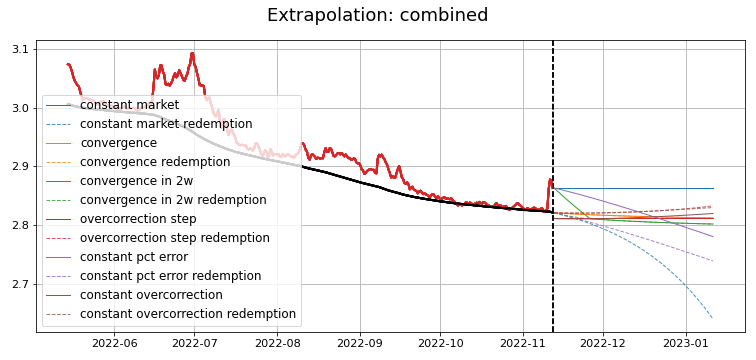 Extrapolation: combined
3.1
3.0
2.9
2.8
2.7
constant market
constant market redemption
convergence
convergence redemption
convergence in 2w
convergence in 2w redemption
overcorrection step
overcorrection step redemption
constant pct error
constant pct error redemption
constant overcorrection
constant overcorrection redemption
2022-06 2022-07 2022-08 2022-09 2022-10 2022-11 2022-12 2023-01